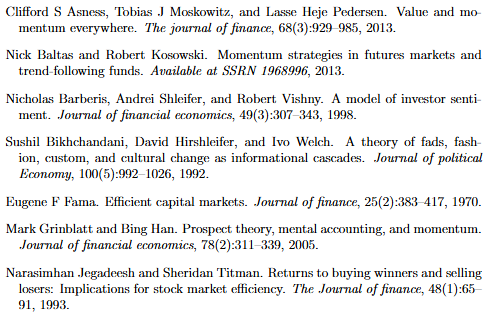 Clifford S Asness, Tobias J Moskowitz, and Lasse Heje Pedersen. Value and mo-
mentum everywhere. The journal of finance, 68(3):929–985, 2013.
Nick Baltas and Robert Kosowski. Momentum strategies in futures markets and
trend-following funds. Available at SSRN 1968996, 2013.
Nicholas Barberis, Andrei Shleifer, and Robert Vishny. A model of investor senti-
ment. Journal of financial economics, 49(3):307–343, 1998.
Sushil Bikhchandani, David Hirshleifer, and Ivo Welch. A theory of fads, fash-
ion, custom, and cultural change as informational cascades. Journal of political
Economy, 100(5):992–1026, 1992.
Eugene F Fama. Efficient capital markets. Journal of finance, 25(2):383–417, 1970.
Mark Grinblatt and Bing Han. Prospect theory, mental accounting, and momentum.
Journal of financial economics, 78(2):311–339, 2005.
Narasimhan Jegadeesh and Sheridan Titman. Returns to buying winners and selling
losers: Implications for stock market efficiency. The Journal of finance, 48(1):65–
91, 1993.